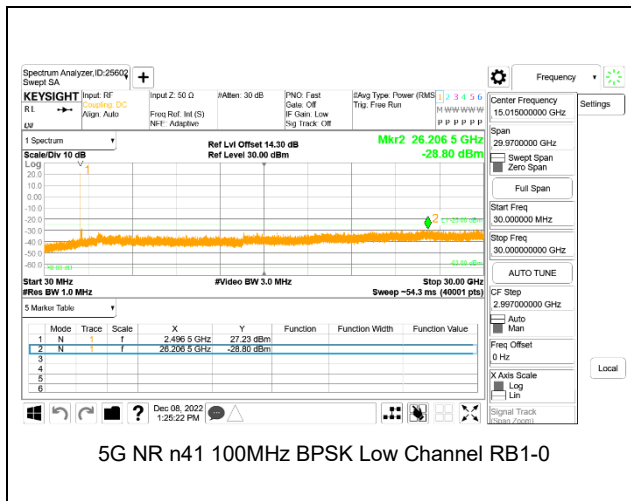 Spectrum Analyzer,ID:25602
Swept SA
+
Frequency
KEYSIGHT
RL
Input: RF
Coupling: DC
Align: Auto
Input Z: 50 Ω
Freq Ref: Int (S)
NFE: Adaptive
#Atten: 30 dB
PNO: Fast
Gate: Off
IF Gain: Low
Sig Track: Off
#Avg Type: Power (RMS
Trig: Free Run
1 2 3 4 5 6
M W W W W W
P P P P P P
Center Frequency
15.015000000 GHz
Settings
1 Spectrum
Scale/Div 10 dB
Ref Lvl Offset 14.30 dB
Ref Level 30.00 dBm
Mkr2 26.206 5 GHz
-28.80 dBm
Span
29.9700000 GHz
Swept Span
Zero Span
Full Span
Start Freq
30.000000 MHz
Stop Freq
30.00000000 GHz
AUTO TUNE
CF Step
2.997000000 GHz
Auto
Man
Freq Offset
0 Hz
X Axis Scale
Log
Lin
Signal Track
(Span Zoom)
Local
Log
1
20.0
10.0
0.00
-10.0
-20.0
-30.0
-40.0
-50.0
-60.0
2
Start 30 MHz
#Res BW 1.0 MHz
#Video BW 3.0 MHz
Stop 30.00 GHz
Sweep ~54.3 ms (40001 pts)
5 Marker Table
Mode Trace Scale X Y Function Function Width Function Value
1 N 1 f 2.496 5 GHz 27.23 dBm
2 N 1 f 26.206 5 GHz -28.80 dBm
3
4
5
6
?
Dec 08, 2022
1:25:22 PM
5G NR n41 100MHz BPSK Low Channel RB1-0